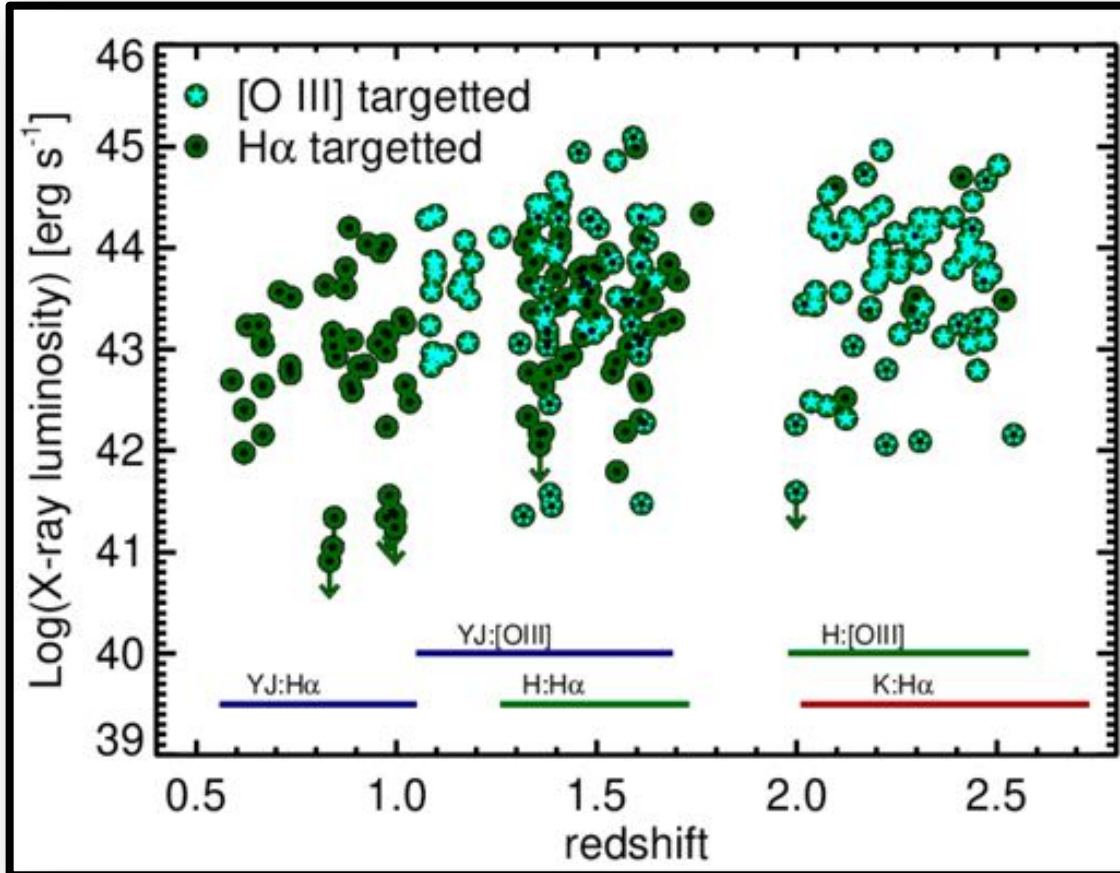 46
45
44
43
42
41
40
39
Log(X-ray luminosity) [erg s⁻¹]
[O III] targetted
Hα targetted
YJ:[OIII]
H:[OIII]
YJ:Hα
H:Hα
K:Hα
0.5 1.0 1.5 2.0 2.5
redshift